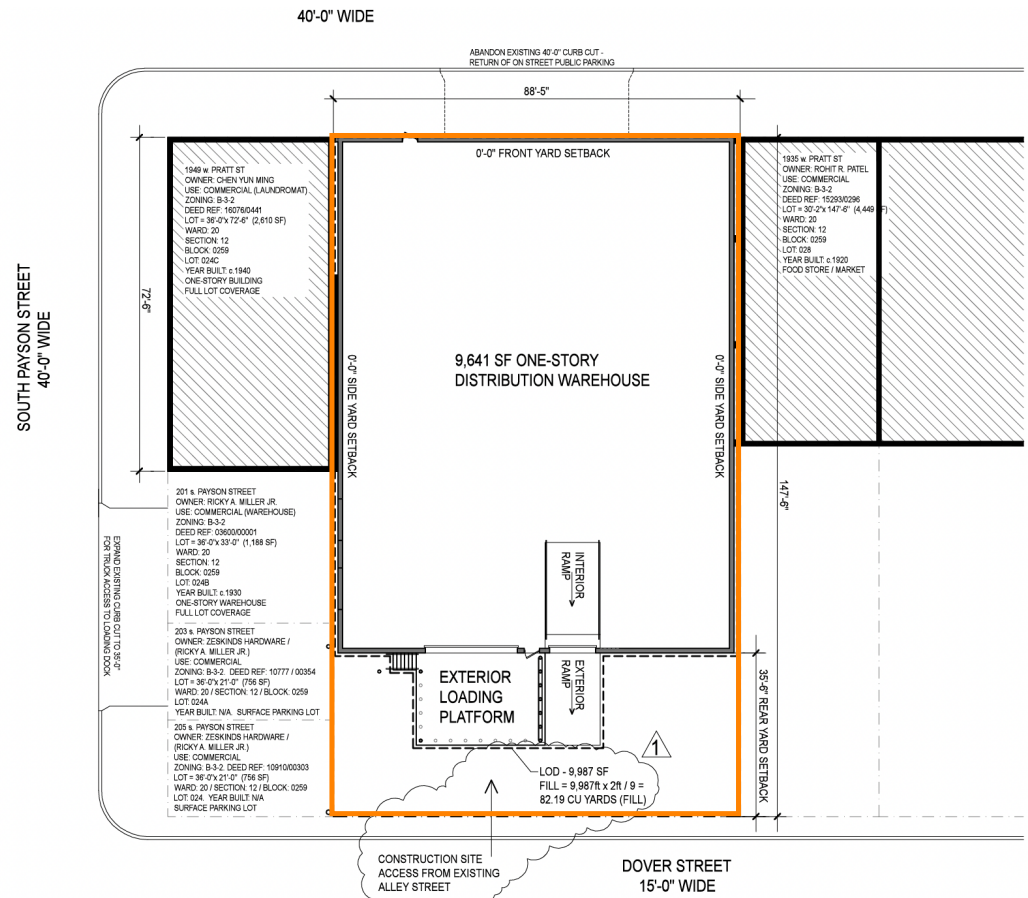 40'-0" WIDE
ABANDON EXISTING 40'-0" CURB CUT -
RETURN OF ON STREET PUBLIC PARKING
88'-5"
0'-0" FRONT YARD SETBACK
1949 w. PRATT ST
OWNER: CHEN YUN MING
USE: COMMERCIAL (LAUNDROMAT)
ZONING: B-3-2
DEED REF: 16076/0441
LOT = 36'-0"x 72'-6" (2,610 SF)
WARD: 20
SECTION: 12
BLOCK: 0259
LOT: 024C
YEAR BUILT: c.1940
ONE-STORY BUILDING
FULL LOT COVERAGE
1935 w. PRATT ST
OWNER: ROHIT R. PATEL
USE: COMMERCIAL
ZONING: B-3-2
DEED REF: 15293/0296
LOT = 30'-2"x 147'-6" (4,449 SF)
WARD: 20
SECTION: 12
BLOCK: 0259
LOT: 028
YEAR BUILT: c.1920
FOOD STORE / MARKET
SOUTH PAYSON STREET
40'-0" WIDE
72'-6"
0'-0" SIDE YARD SETBACK
9,641 SF ONE-STORY
DISTRIBUTION WAREHOUSE
0'-0" SIDE YARD SETBACK
147'-6"
201 s. PAYSON STREET
OWNER: RICKY A. MILLER JR.
USE: COMMERCIAL (WAREHOUSE)
ZONING: B-3-2
DEED REF: 03600/00001
LOT = 36'-0"x 33'-0" (1,188 SF)
WARD: 20
SECTION: 12
BLOCK: 0259
LOT: 024B
YEAR BUILT: c.1930
ONE-STORY WAREHOUSE
FULL LOT COVERAGE
EXPAND EXISTING CURB CUT TO 35'-0"
FOR TRUCK ACCESS TO LOADING DOCK
203 s. PAYSON STREET
OWNER: ZESKINDS HARDWARE /
(RICKY A. MILLER JR.)
USE: COMMERCIAL
ZONING: B-3-2. DEED REF: 10777 / 00354
LOT = 36'-0"x 21'-0" (756 SF)
WARD: 20 / SECTION: 12 / BLOCK: 0259
LOT: 024A
YEAR BUILT: N/A. SURFACE PARKING LOT
205 s. PAYSON STREET
OWNER: ZESKINDS HARDWARE /
(RICKY A. MILLER JR.)
USE: COMMERCIAL
ZONING: B-3-2. DEED REF: 10910/00303
LOT = 36'-0"x 21'-0" (756 SF)
WARD: 20 / SECTION: 12 / BLOCK: 0259
LOT: 024. YEAR BUILT: N/A
SURFACE PARKING LOT
INTERIOR
RAMP
EXTERIOR
LOADING
PLATFORM
EXTERIOR
RAMP
35'-6" REAR YARD SETBACK
1
LOD - 9,987 SF
FILL = 9,987ft x 2ft / 9 =
82.19 CU YARDS (FILL)
CONSTRUCTION SITE
ACCESS FROM EXISTING
ALLEY STREET
DOVER STREET
15'-0" WIDE